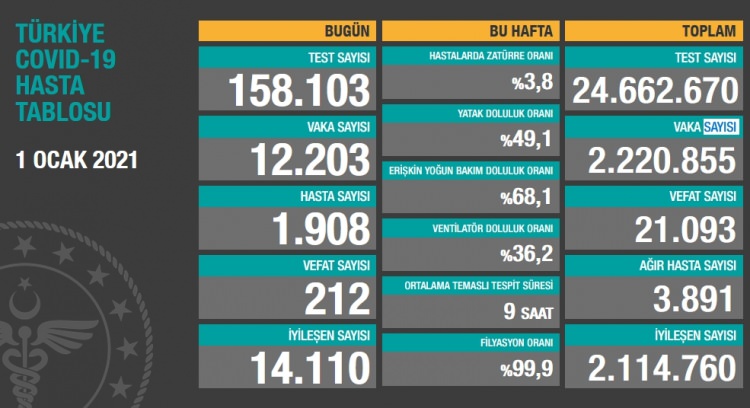 TÜRKİYE
COVID-19
HASTA
TABLOSU
1 OCAK 2021
BUGÜN
TEST SAYISI
158.103
VAKA SAYISI
12.203
HASTA SAYISI
1.908
VEFAT SAYISI
212
İYİLEŞEN SAYISI
14.110
BU HAFTA
HASTALARDA ZATÜRRE ORANI
%3,8
YATAK DOLULUK ORANI
%49,1
ERİŞKİN YOĞUN BAKIM DOLULUK ORANI
%68,1
VENTİLATÖR DOLULUK ORANI
%36,2
ORTALAMA TEMASLI TESPİT SÜRESİ
9 SAAT
FİLYASYON ORANI
%99,9
TOPLAM
TEST SAYISI
24.662.670
VAKA SAYISI
2.220.855
VEFAT SAYISI
21.093
AĞIR HASTA SAYISI
3.891
İYİLEŞEN SAYISI
2.114.760